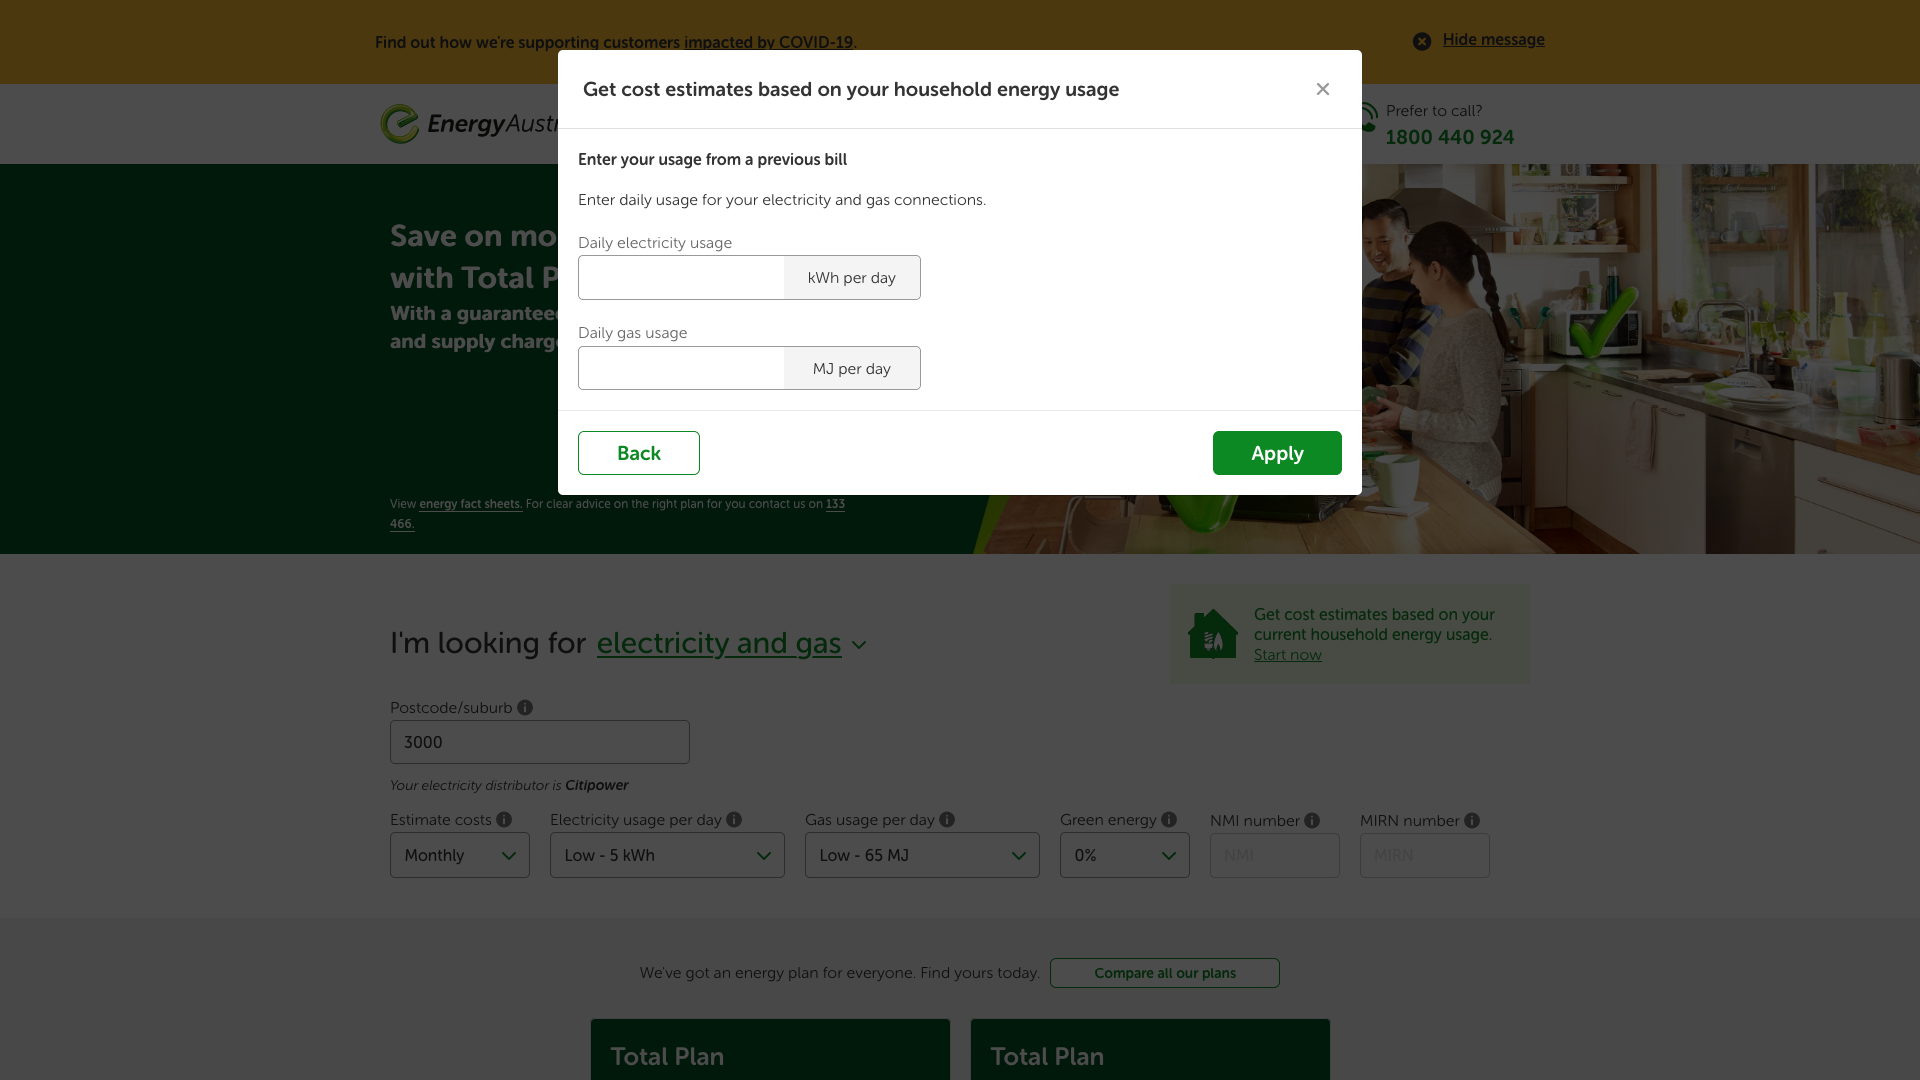 Find out how we're supporting customers impacted by COVID-19.
Hide message
Get cost estimates based on your household energy usage
EnergyAustr
Prefer to call?
1800 440 924
Enter your usage from a previous bill
Enter daily usage for your electricity and gas connections.
Save on mo
with Total P
With a guaranteed
and supply charg
Daily electricity usage
kWh per day
Daily gas usage
MJ per day
Back
Apply
View energy fact sheets. For clear advice on the right plan for you contact us on 133
466.
I'm looking for electricity and gas
Get cost estimates based on your
current household energy usage.
Start now
Postcode/suburb
3000
Your electricity distributor is Citipower
Estimate costs
Electricity usage per day
Gas usage per day
Green energy
NMI number
MIRN number
Monthly
Low - 5 kWh
Low - 65 MJ
0%
NMI
MIRN
We've got an energy plan for everyone. Find yours today.
Compare all our plans
Total Plan
Total Plan